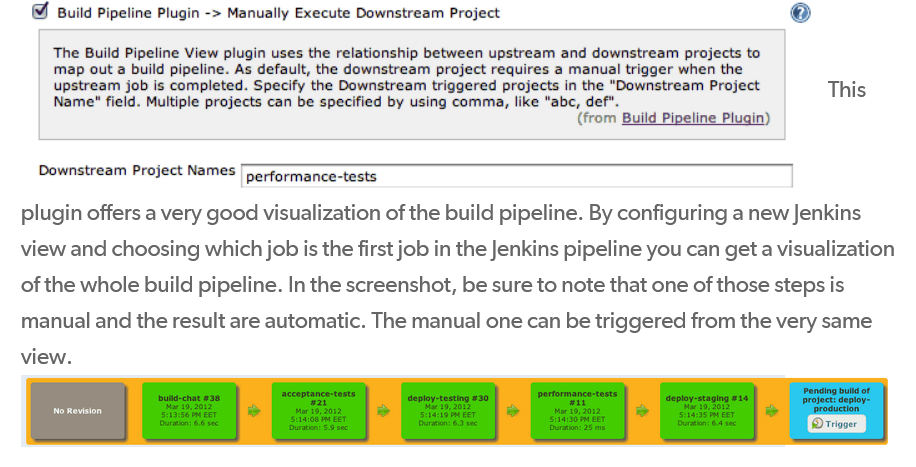 Build Pipeline Plugin -> Manually Execute Downstream Project
The Build Pipeline View plugin uses the relationship between upstream and downstream projects to
map out a build pipeline. As default, the downstream project requires a manual trigger when the
upstream job is completed. Specify the Downstream triggered projects in the "Downstream Project
Name" field. Multiple projects can be specified by using comma, like "abc, def".
(from Build Pipeline Plugin)
Downstream Project Names performance-tests
This
plugin offers a very good visualization of the build pipeline. By configuring a new Jenkins
view and choosing which job is the first job in the Jenkins pipeline you can get a visualization
of the whole build pipeline. In the screenshot, be sure to note that one of those steps is
manual and the result are automatic. The manual one can be triggered from the very same
view.
No Revision
build-chat #38
Mar 19, 2012
5:13:56 PM EET
Duration: 6.6 sec
acceptance-tests
#21
Mar 19, 2012
5:14:08 PM EET
Duration: 5.9 sec
deploy-testing #30
Mar 19, 2012
5:14:19 PM EET
Duration: 6.3 sec
performance-tests
#11
Mar 19, 2012
5:14:30 PM EET
Duration: 25 ms
deploy-staging #14
Mar 19, 2012
5:14:35 PM EET
Duration: 6.4 sec
Pending build of
project: deploy-
production
Trigger